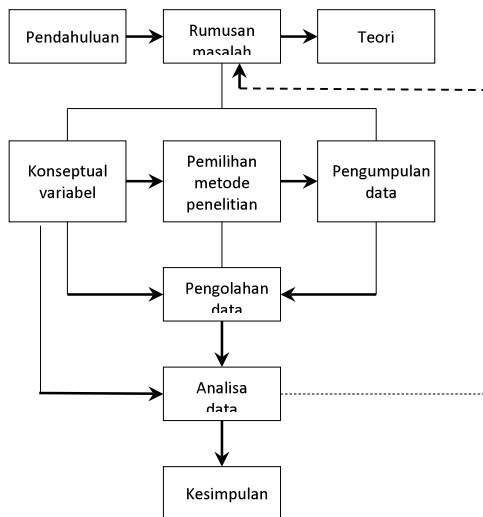 Pendahuluan
Rumusan
masalah
Teori
Konseptual
variabel
Pemilihan
metode
penelitian
Pengumpulan
data
Pengolahan
data
Analisa
data
Kesimpulan